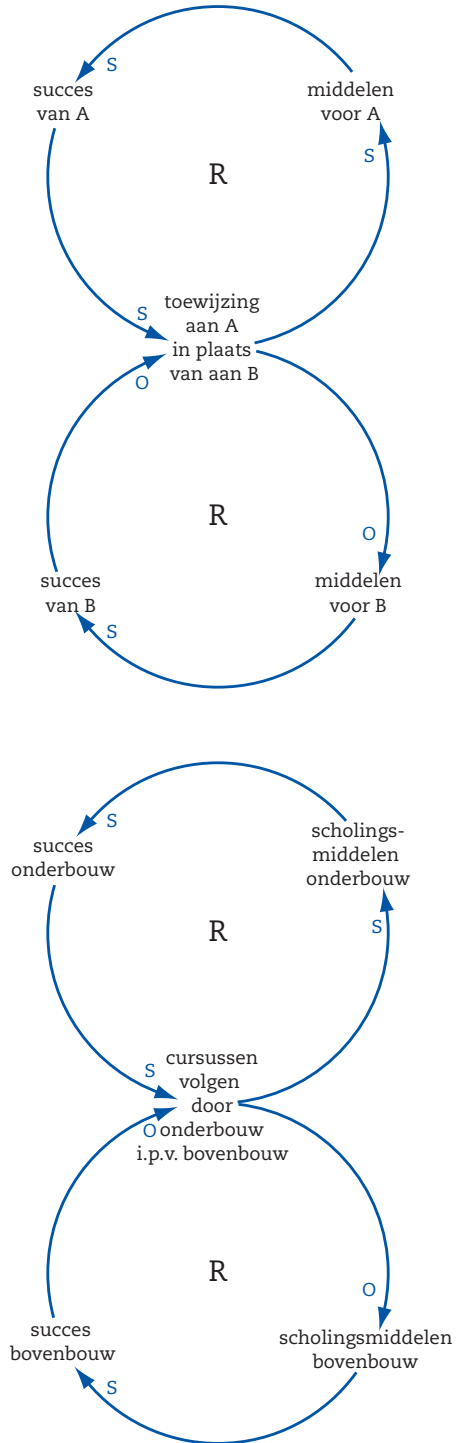 S
succes
van A
middelen
voor A
S
R
S
toewijzing
aan A
in plaats
van aan B
O
R
O
succes
van B
middelen
voor B
S
S
succes
onderbouw
scholings-
middelen
onderbouw
S
R
S
cursussen
volgen
door
O onderbouw
i.p.v. bovenbouw
R
O
succes
bovenbouw
scholingsmiddelen
bovenbouw
S